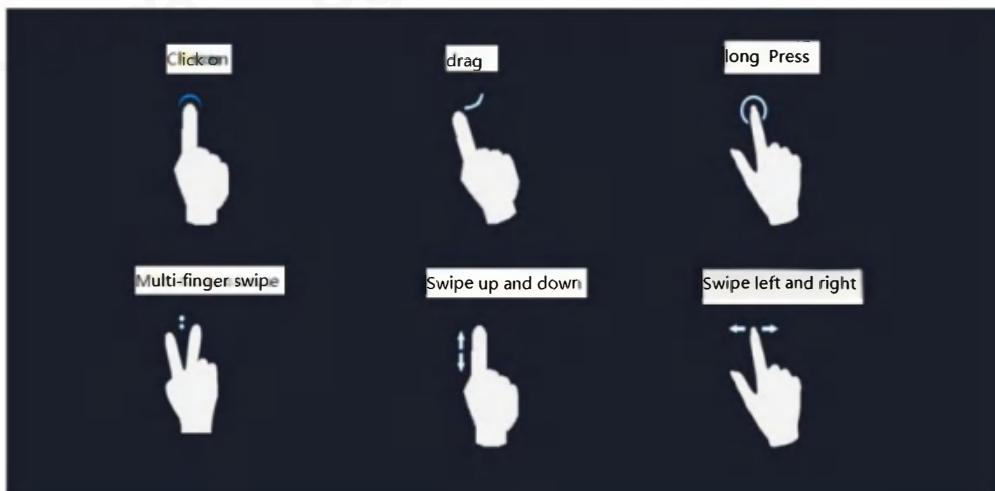 Click on
drag
long Press
Multi-finger swipe
Swipe up and down
Swipe left and right